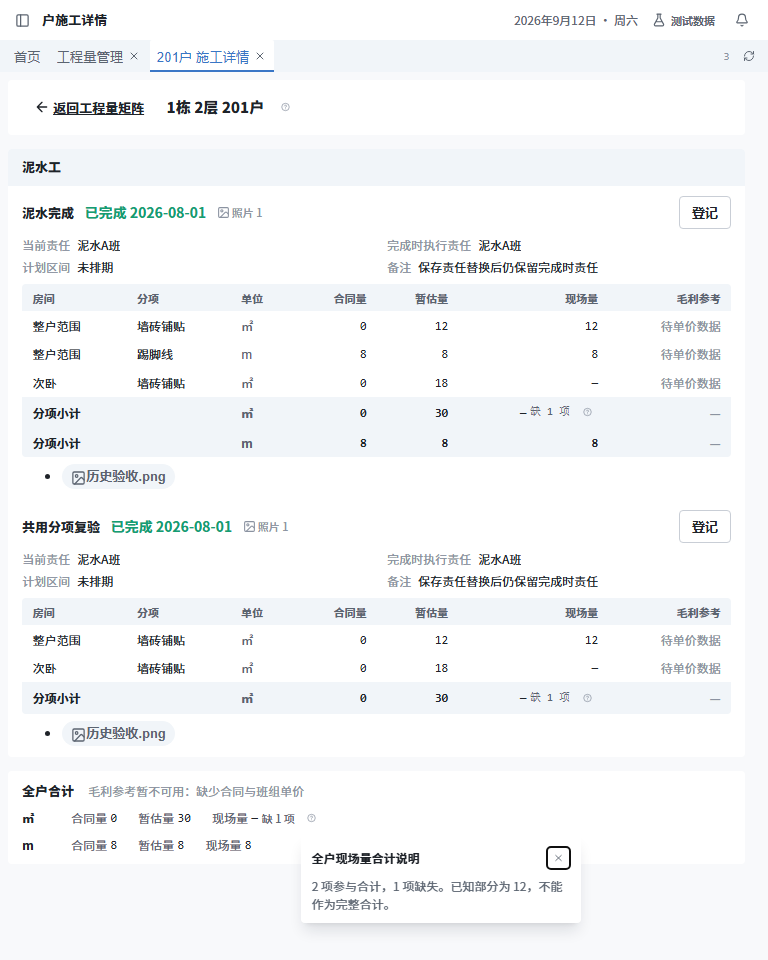 户施工详情
2026年9月12日 · 周六 测试数据
首页 工程量管理 201户 施工详情 3
返回工程量矩阵 1栋 2层 201户
泥水工
泥水完成 已完成 2026-08-01 照片 1 登记
当前责任 泥水A班 完成时执行责任 泥水A班
计划区间 未排期 备注 保存责任替换后仍保留完成时责任
房间 分项 单位 合同量 暂估量 现场量 毛利参考
整户范围 墙砖铺贴 ㎡ 0 12 12 待单价数据
整户范围 踢脚线 m 8 8 8 待单价数据
次卧 墙砖铺贴 ㎡ 0 18 — 待单价数据
分项小计 ㎡ 0 30 — 缺 1 项 —
分项小计 m 8 8 8 —
• 历史验收.png
共用分项复验 已完成 2026-08-01 照片 1 登记
当前责任 泥水A班 完成时执行责任 泥水A班
计划区间 未排期 备注 保存责任替换后仍保留完成时责任
房间 分项 单位 合同量 暂估量 现场量 毛利参考
整户范围 墙砖铺贴 ㎡ 0 12 12 待单价数据
次卧 墙砖铺贴 ㎡ 0 18 — 待单价数据
分项小计 ㎡ 0 30 — 缺 1 项 —
• 历史验收.png
全户合计 毛利参考暂不可用：缺少合同与班组单价
㎡ 合同量 0 暂估量 30 现场量 — 缺 1 项
m 合同量 8 暂估量 8 现场量 8
全户现场量合计说明
2 项参与合计，1 项缺失。已知部分为 12，不能
作为完整合计。